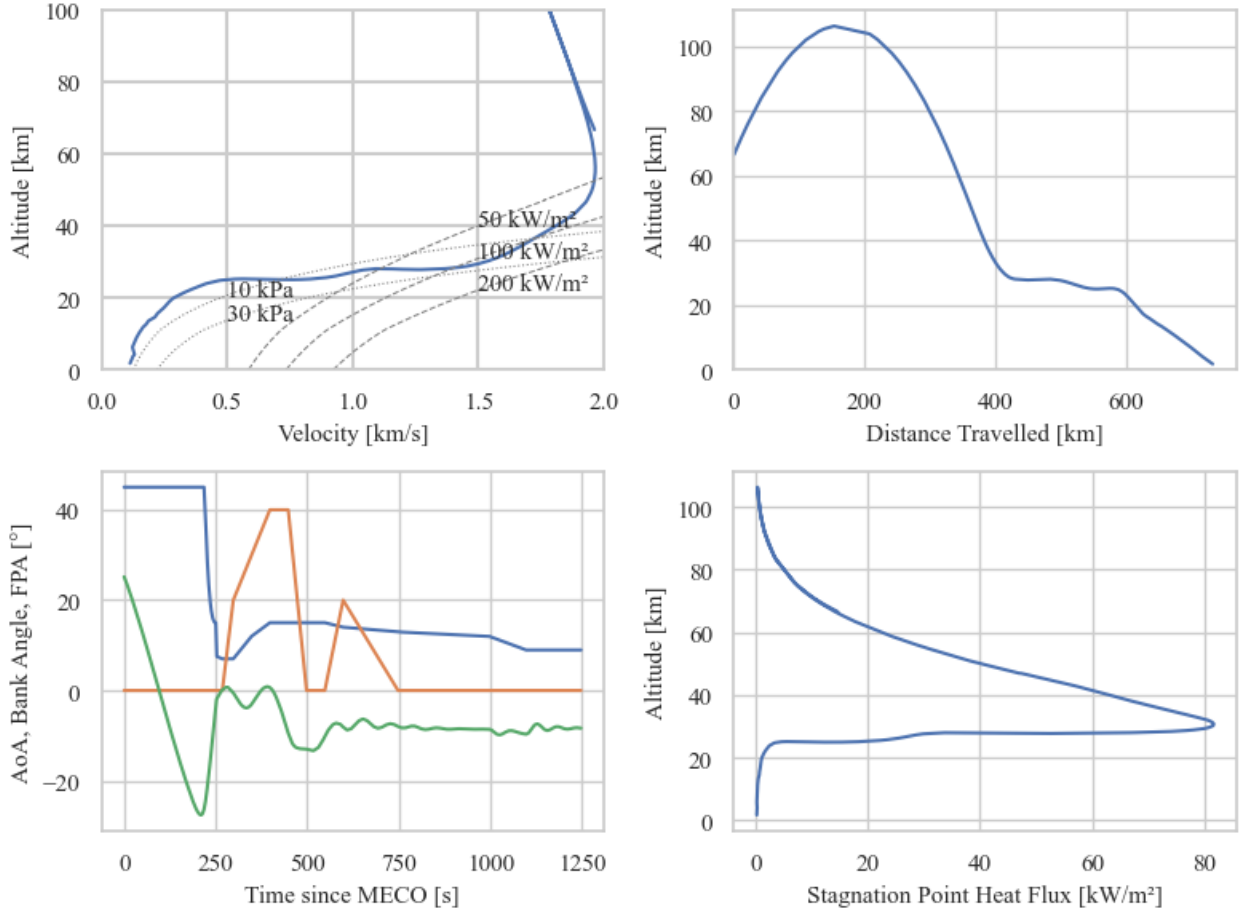 100
80
60
40
20
0
Altitude [km]
50 kW/m²
100 kW/m²
200 kW/m²
10 kPa
30 kPa
0.0 0.5 1.0 1.5 2.0
Velocity [km/s]
100
80
60
40
20
0
Altitude [km]
0 200 400 600
Distance Travelled [km]
40
20
0
−20
AoA, Bank Angle, FPA [°]
0 250 500 750 1000 1250
Time since MECO [s]
100
80
60
40
20
0
Altitude [km]
0 20 40 60 80
Stagnation Point Heat Flux [kW/m²]